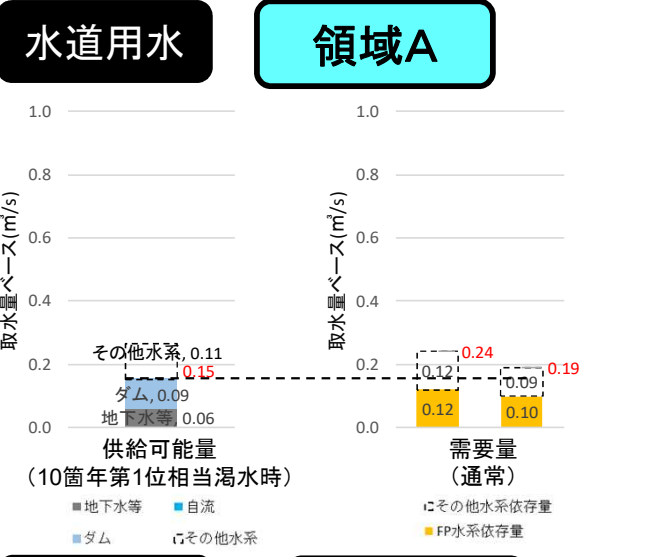 水道用水
領域A
取水量ベース(㎥/s)
1.0
0.8
0.6
0.4
0.2
0.0
その他水系, 0.11
0.15
ダム, 0.09
地下水等, 0.06
供給可能量
（10箇年第1位相当渇水時）
■地下水等 ■自流
■ダム その他水系
取水量ベース(㎥/s)
1.0
0.8
0.6
0.4
0.2
0.0
0.24
0.12
0.12
0.19
0.09
0.10
需要量
（通常）
その他水系依存量
■FP水系依存量